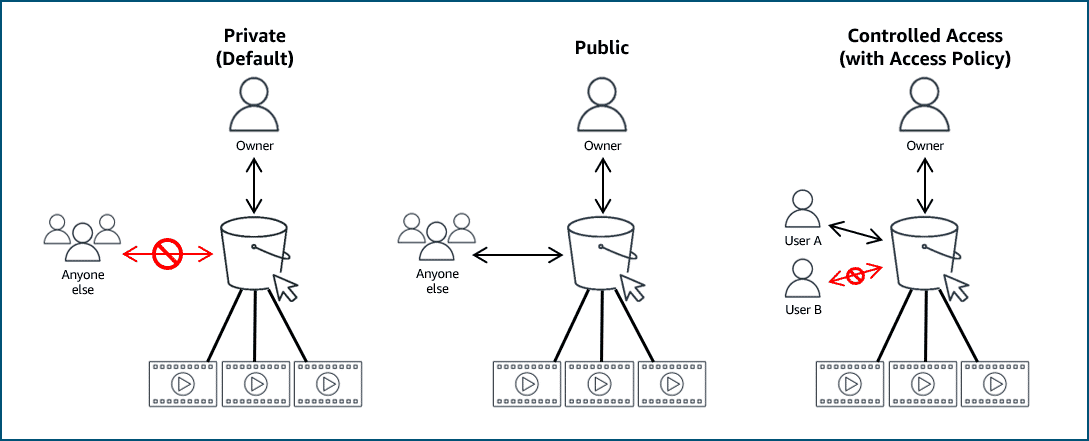 Private
(Default)
Owner
Anyone
else
Public
Owner
Anyone
else
Controlled Access
(with Access Policy)
Owner
User A
User B